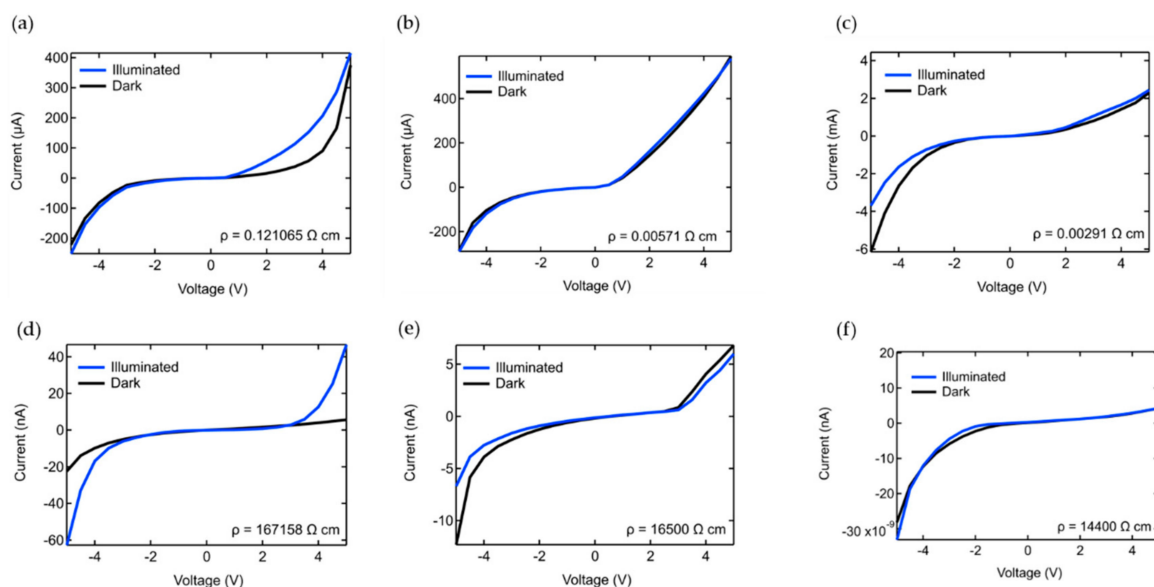 (a)
400
300
200
100
0
-100
-200
Current (µA)
Illuminated
Dark
ρ = 0.121065 Ω cm
-4
-2
0
2
4
Voltage (V)
(b)
400
200
0
-200
Current (µA)
Illuminated
Dark
ρ = 0.00571 Ω cm
-4
-2
0
2
4
Voltage (V)
(c)
4
2
0
-2
-4
-6
Current (mA)
Illuminated
Dark
ρ = 0.00291 Ω cm
-4
-2
0
2
4
Voltage (V)
(d)
40
20
0
-20
-40
-60
Current (nA)
Illuminated
Dark
ρ = 167158 Ω cm
-4
-2
0
2
4
Voltage (V)
(e)
5
0
-5
-10
Current (nA)
Illuminated
Dark
ρ = 16500 Ω cm
-4
-2
0
2
4
Voltage (V)
(f)
20
10
0
-10
-20
-30 x10⁻⁹
Current (nA)
Illuminated
Dark
ρ = 14400 Ω cm
-4
-2
0
2
4
Voltage (V)